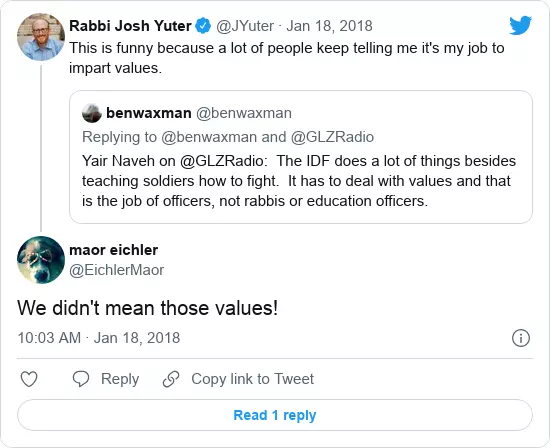 Rabbi Josh Yuter @JYuter · Jan 18, 2018
This is funny because a lot of people keep telling me it's my job to
impart values.
benwaxman @benwaxman
Replying to @benwaxman and @GLZRadio
Yair Naveh on @GLZRadio:  The IDF does a lot of things besides
teaching soldiers how to fight.  It has to deal with values and that
is the job of officers, not rabbis or education officers.
maor eichler
@EichlerMaor
We didn't mean those values!
10:03 AM · Jan 18, 2018
Reply Copy link to Tweet
Read 1 reply